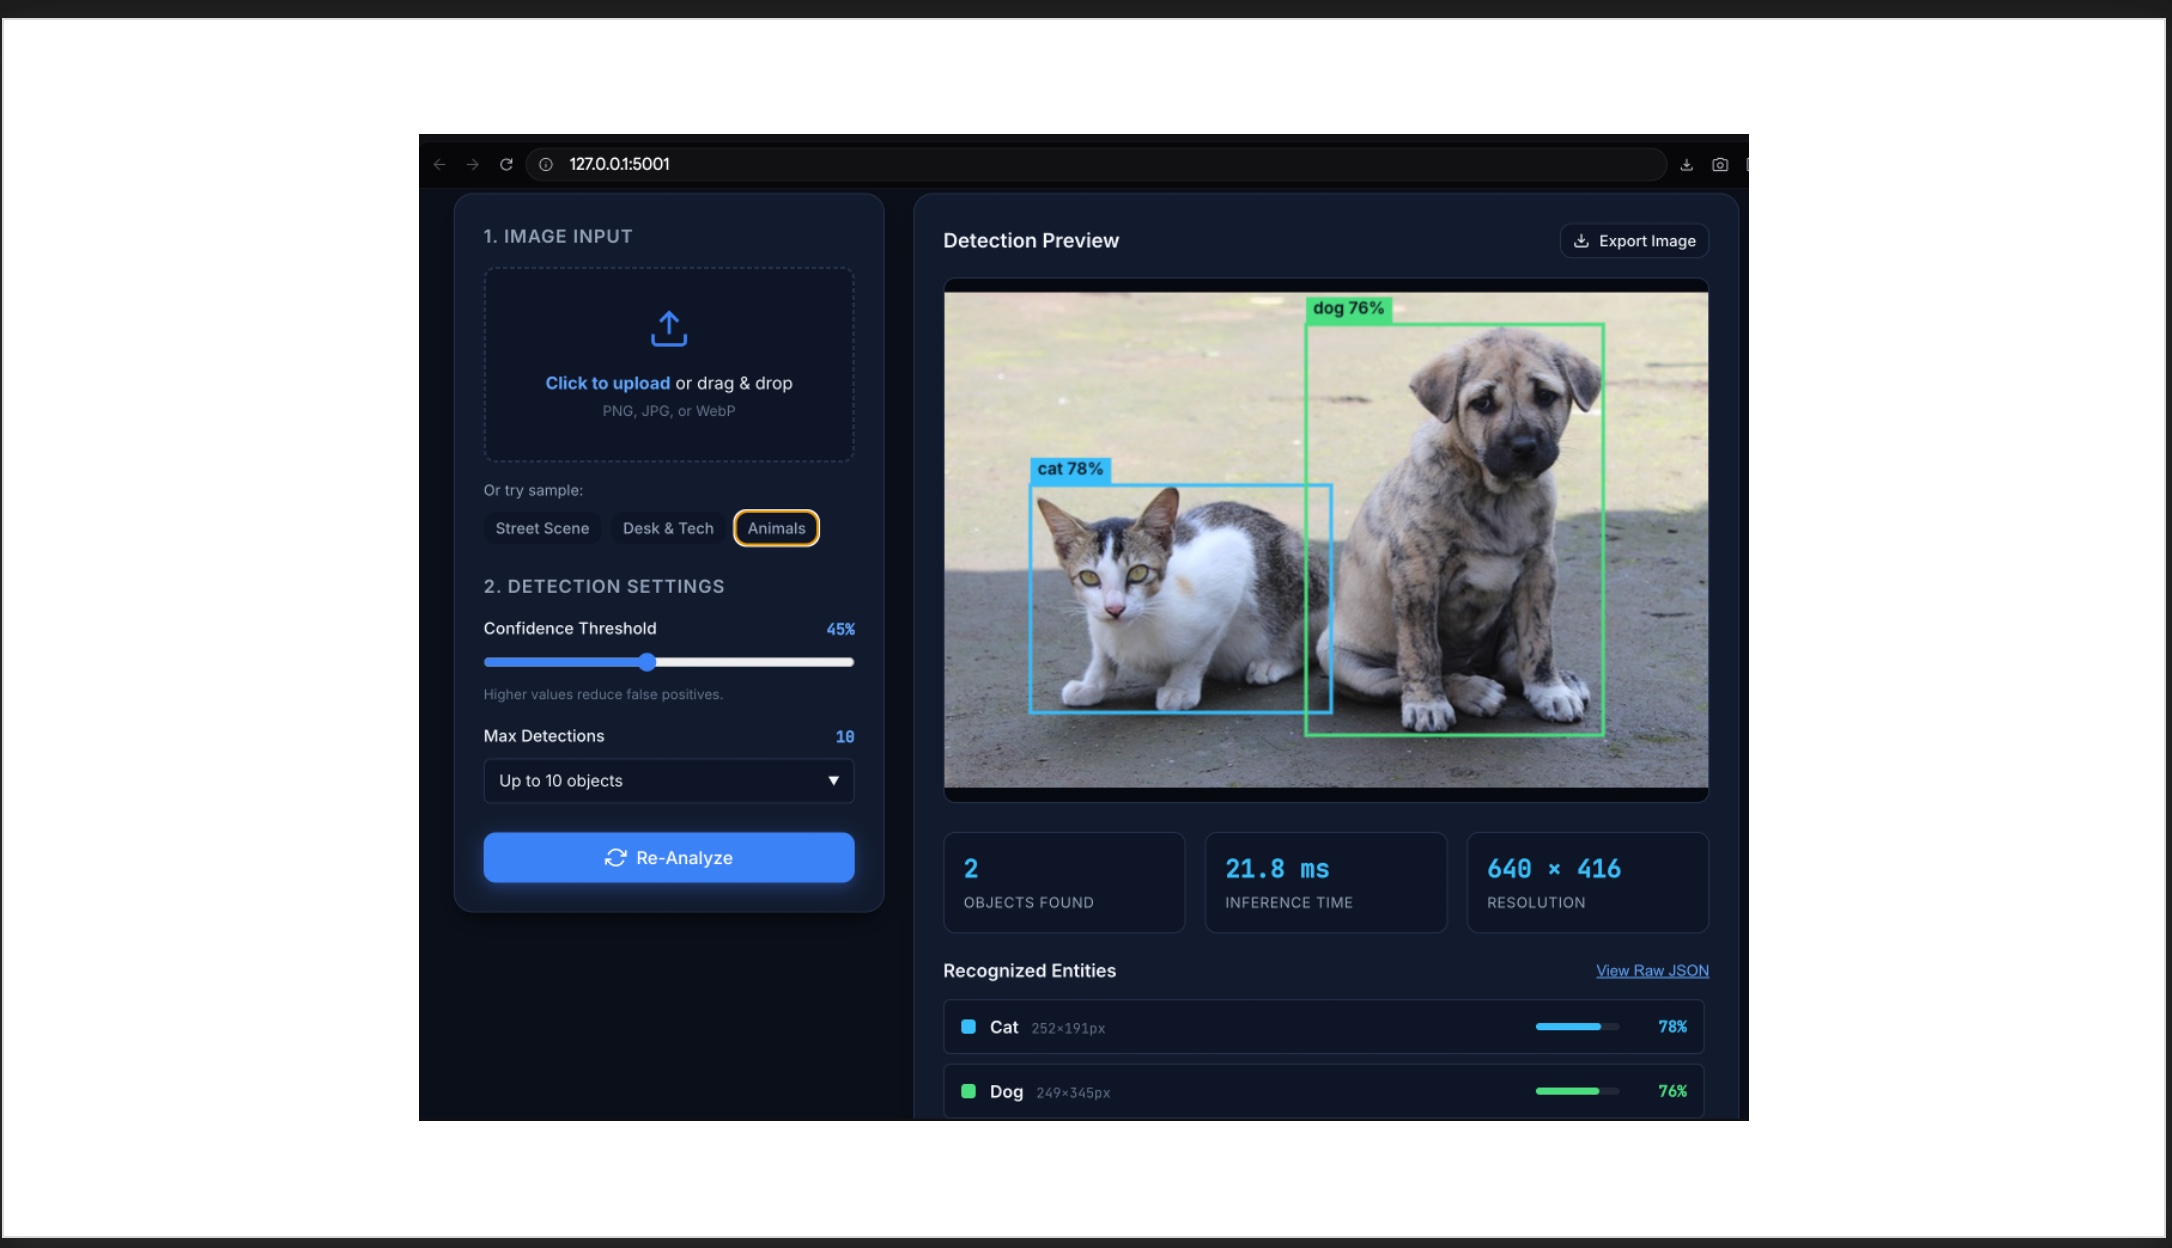 127.0.0.1:5001
1. IMAGE INPUT
Click to upload or drag & drop
PNG, JPG, or WebP
Or try sample:
Street Scene
Desk & Tech
Animals
2. DETECTION SETTINGS
Confidence Threshold 45%
Higher values reduce false positives.
Max Detections 10
Up to 10 objects
Re-Analyze
Detection Preview
Export Image
dog 76%
cat 78%
2
OBJECTS FOUND
21.8 ms
INFERENCE TIME
640 × 416
RESOLUTION
Recognized Entities
View Raw JSON
Cat 252×191px 78%
Dog 249×345px 76%